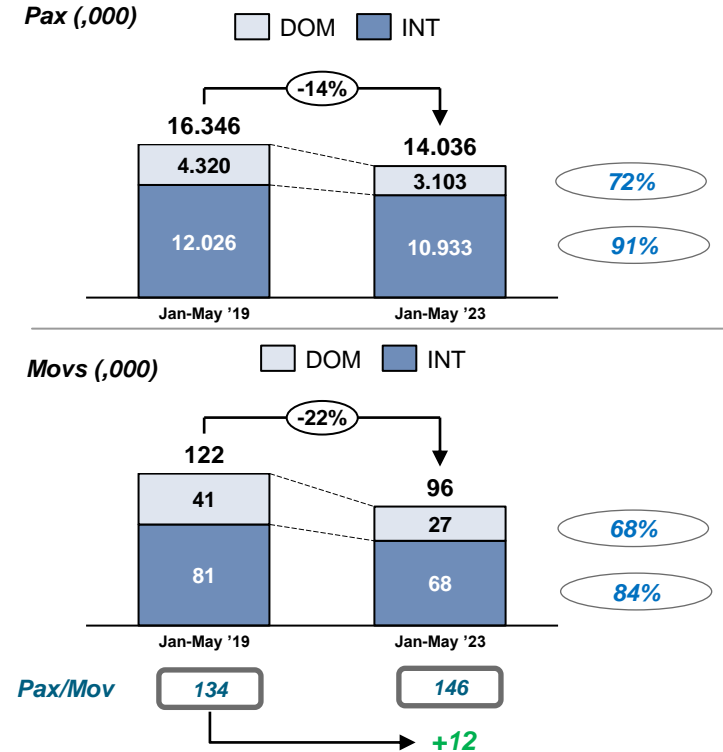 Pax (,000)
DOM INT
-14%
16.346
14.036
4.320
3.103
72%
12.026
10.933
91%
Jan-May ’19
Jan-May ’23
Movs (,000)
DOM INT
-22%
122
96
41
27
68%
81
68
84%
Jan-May ’19
Jan-May ’23
Pax/Mov
134
146
+12